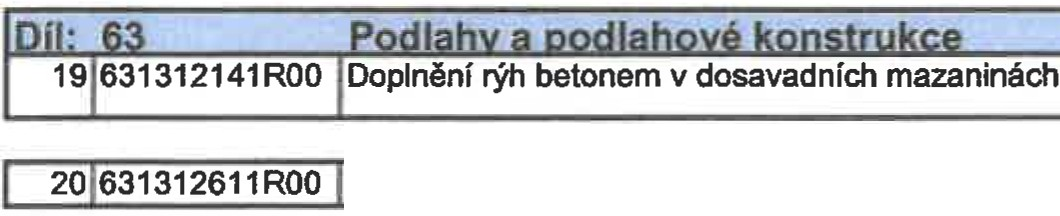 Díl: 63 Podlahy a podlahové konstrukce
19 631312141R00 Doplnění rýh betonem v dosavadních mazaninách
20 631312611R00